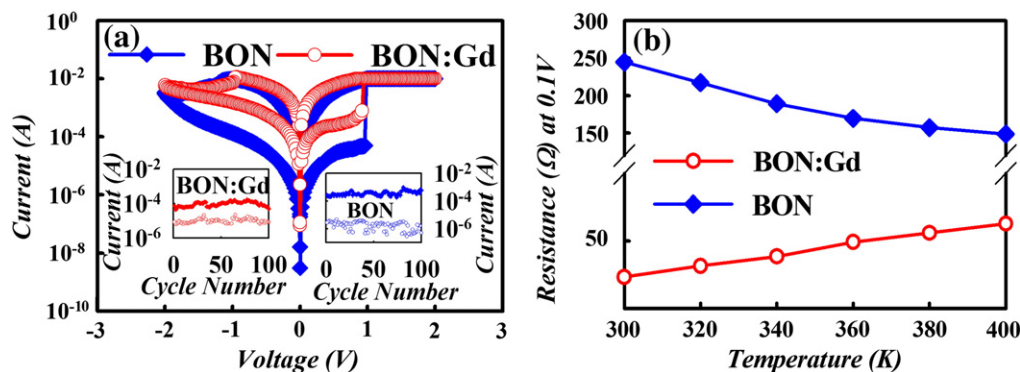 (a)
BON BON:Gd
Current (A)
10^0
10^-2
10^-4
10^-6
10^-8
10^-10
-3 -2 -1 0 1 2 3
Voltage (V)
BON:Gd
Current (A)
10^-2
10^-4
10^-6
0 50 100
Cycle Number
BON
Current (A)
10^-2
10^-4
10^-6
0 50 100
Cycle Number
(b)
Resistance (Ω) at 0.1V
300
250
200
150
50
BON:Gd
BON
300 320 340 360 380 400
Temperature (K)